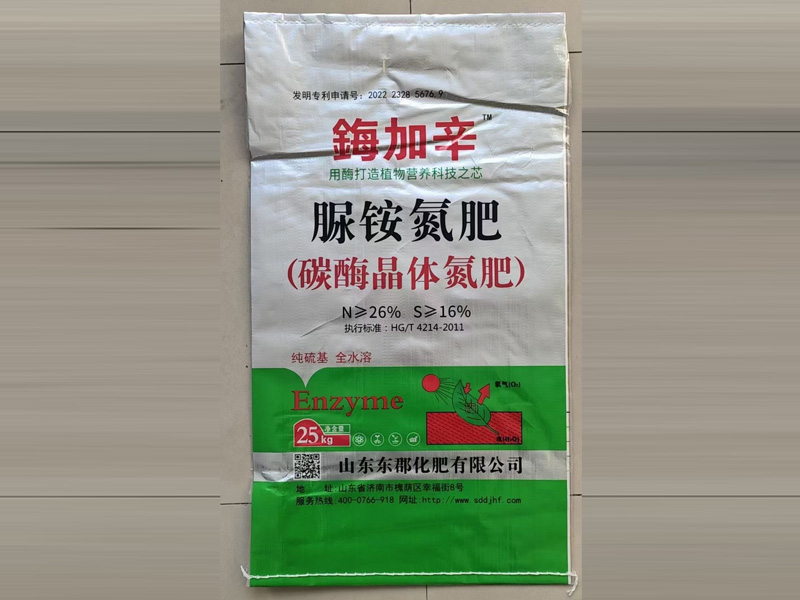 发明专利申请号：2022 2328 5676.9
鋂加辛™
用酶打造植物营养科技之芯
脲铵氮肥
(碳酶晶体氮肥)
N≥26% S≥16%
执行标准：HG/T 4214-2011
纯硫基 全水溶
Enzyme
氧气(O₂)
净含量
25kg
山东东郡化肥有限公司
地 址:山东省济南市槐荫区幸福街8号
服务热线:400-0766-918 网址:http://www.sddjhf.com